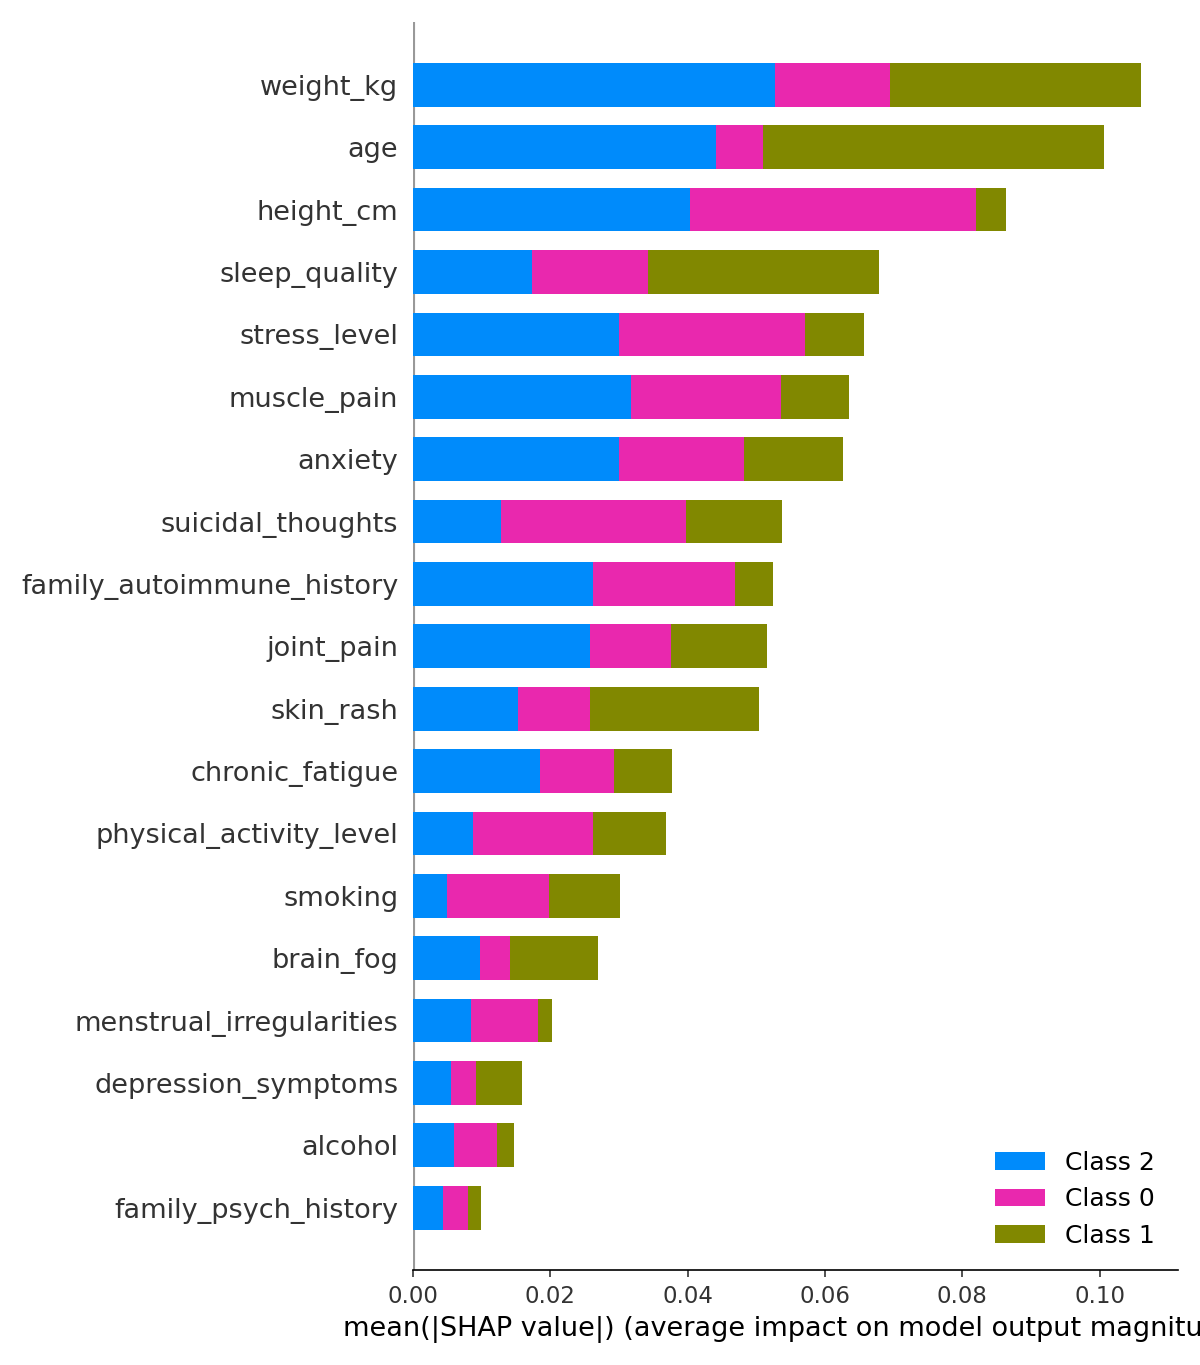 weight_kg
age
height_cm
sleep_quality
stress_level
muscle_pain
anxiety
suicidal_thoughts
family_autoimmune_history
joint_pain
skin_rash
chronic_fatigue
physical_activity_level
smoking
brain_fog
menstrual_irregularities
depression_symptoms
alcohol
family_psych_history
Class 2
Class 0
Class 1
0.00 0.02 0.04 0.06 0.08 0.10
mean(|SHAP value|) (average impact on model output magnitu